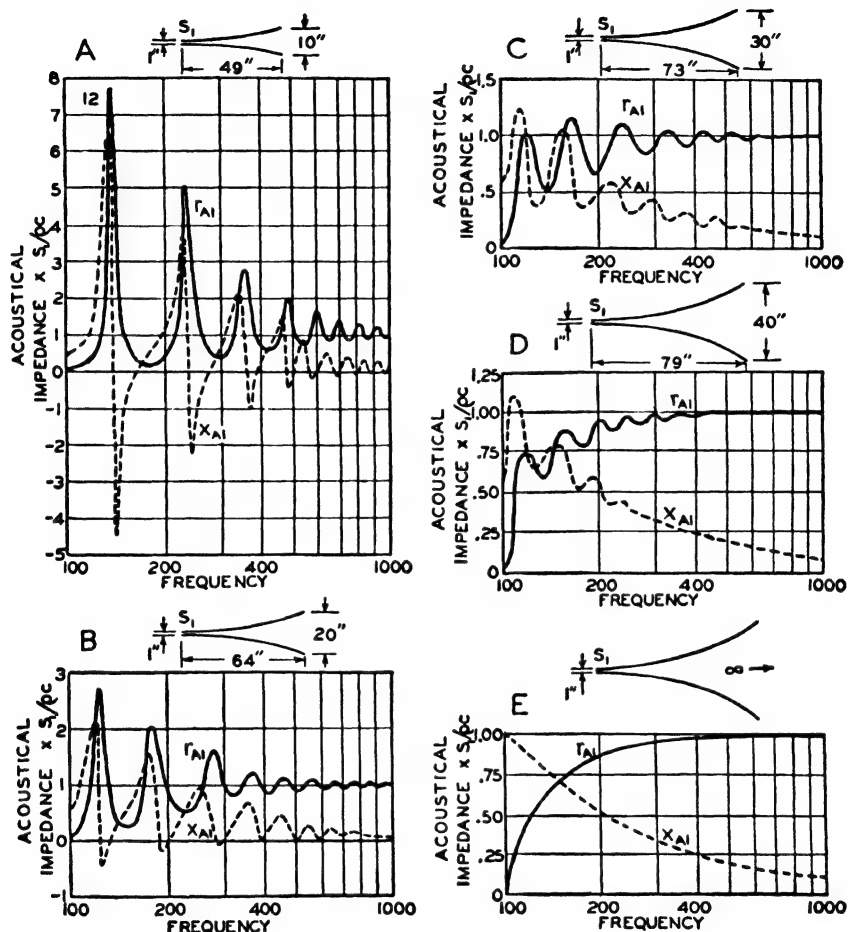 A
S₁
1"
10"
49"
ACOUSTICAL IMPEDANCE x S₁/ρc
8
7
6
5
4
3
2
1
0
-1
-2
-3
-4
-5
12
rA1
xA1
100
200
400
1000
FREQUENCY
B
S₁
1"
20"
64"
ACOUSTICAL IMPEDANCE x S₁/ρc
3
2
1
0
-1
rA1
xA1
100
200
400
1000
FREQUENCY
C
S₁
1"
30"
73"
ACOUSTICAL IMPEDANCE x S₁/ρc
1.5
1.0
.5
0
rA1
XA1
100
200
400
1000
FREQUENCY
D
S₁
1"
40"
79"
ACOUSTICAL IMPEDANCE x S₁/ρc
1.25
1.00
.75
.50
.25
0
rA1
XA1
100
200
400
1000
FREQUENCY
E
S₁
1"
∞
ACOUSTICAL IMPEDANCE x S₁/ρc
1.00
.75
.50
.25
0
rA1
XA1
100
200
400
1000
FREQUENCY